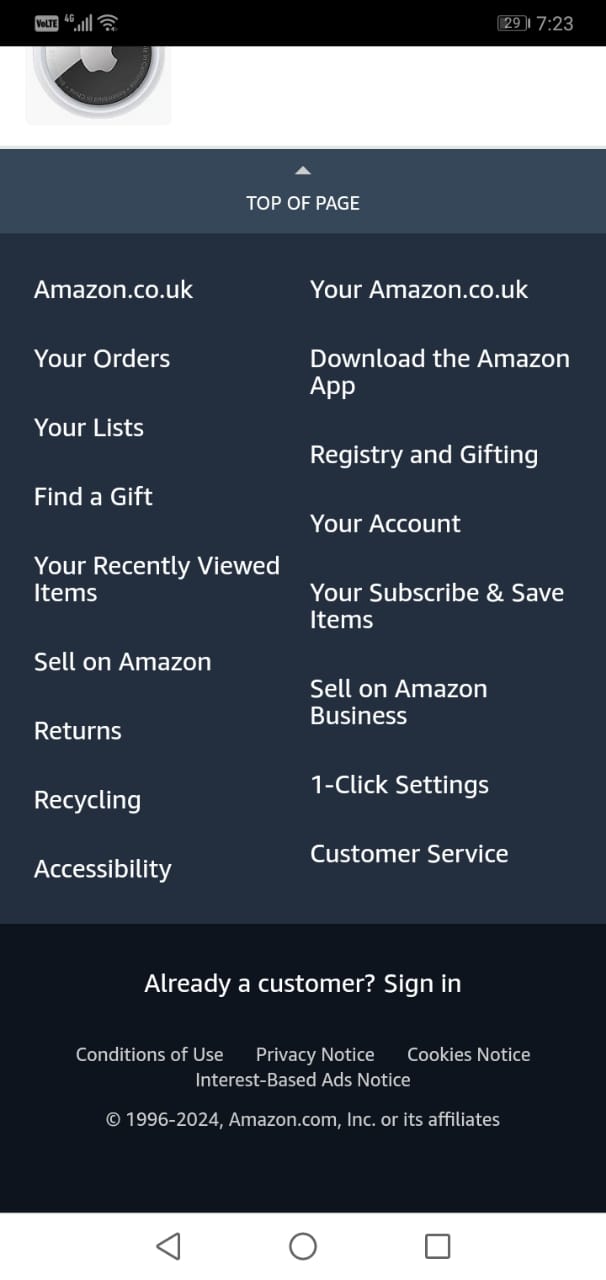 VoLTE 4G 29 7:23
TOP OF PAGE
Amazon.co.uk
Your Orders
Your Lists
Find a Gift
Your Recently Viewed
Items
Sell on Amazon
Returns
Recycling
Accessibility
Your Amazon.co.uk
Download the Amazon
App
Registry and Gifting
Your Account
Your Subscribe & Save
Items
Sell on Amazon
Business
1-Click Settings
Customer Service
Already a customer? Sign in
Conditions of Use Privacy Notice Cookies Notice
Interest-Based Ads Notice
© 1996-2024, Amazon.com, Inc. or its affiliates